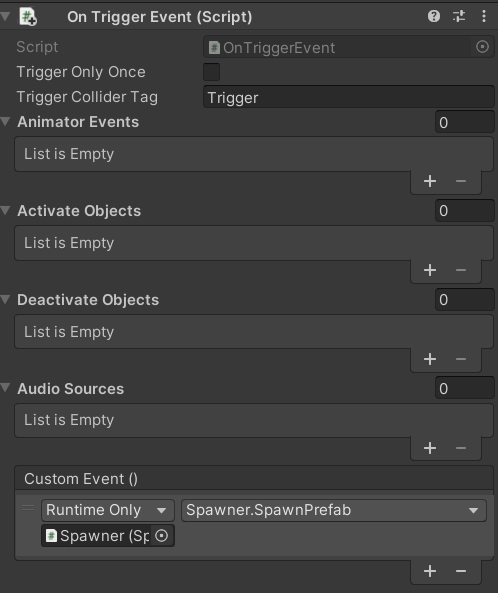 On Trigger Event (Script)
Script OnTriggerEvent
Trigger Only Once
Trigger Collider Tag Trigger
Animator Events 0
List is Empty
+ −
Activate Objects 0
List is Empty
+ −
Deactivate Objects 0
List is Empty
+ −
Audio Sources 0
List is Empty
+ −
Custom Event ()
Runtime Only Spawner.SpawnPrefab
Spawner (Sp
+ −